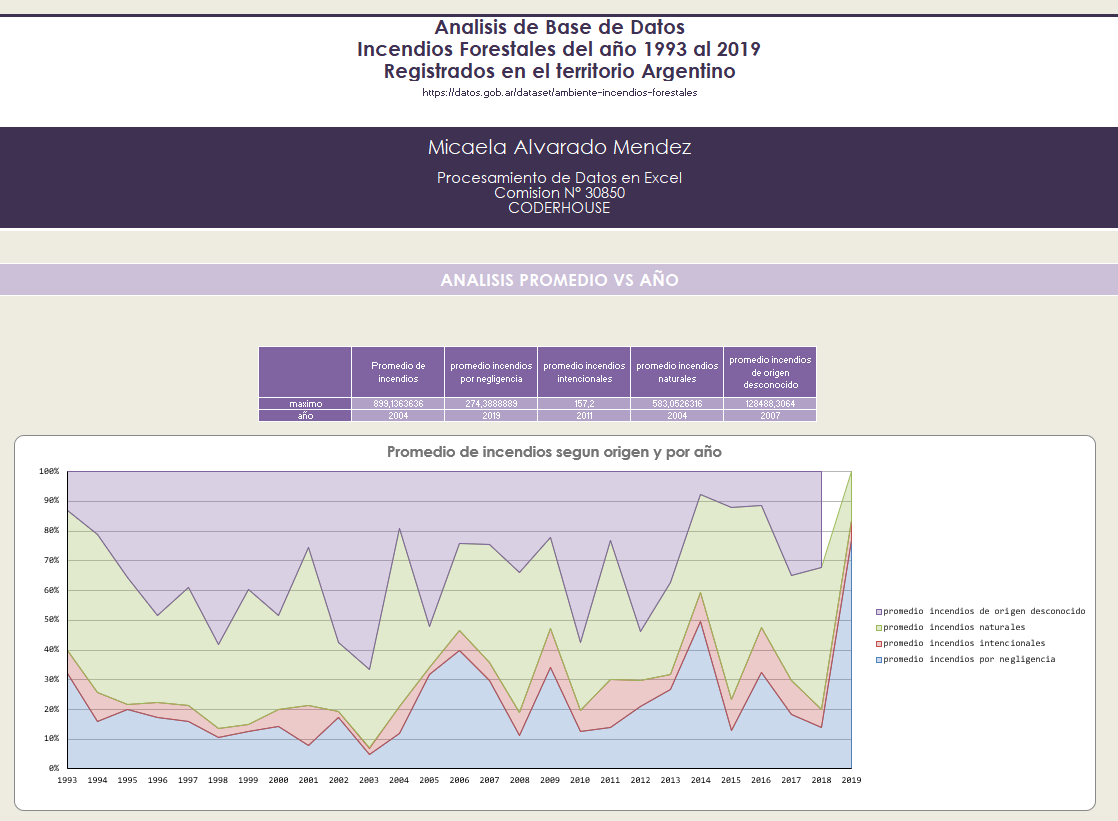 Analisis de Base de Datos
Incendios Forestales del año 1993 al 2019
Registrados en el territorio Argentino
https://datos.gob.ar/dataset/ambiente-incendios-forestales
Micaela Alvarado Mendez
Procesamiento de Datos en Excel
Comision N° 30850
CODERHOUSE
ANALISIS PROMEDIO VS AÑO
Promedio de incendios
promedio incendios por negligencia
promedio incendios intencionales
promedio incendios naturales
promedio incendios de origen desconocido
maximo 899,1363636 274,3888889 157,2 583,0526316 128488,3064
año 2004 2019 2011 2004 2007
Promedio de incendios segun origen y por año
100%
90%
80%
70%
60%
50%
40%
30%
20%
10%
0%
1993 1994 1995 1996 1997 1998 1999 2000 2001 2002 2003 2004 2005 2006 2007 2008 2009 2010 2011 2012 2013 2014 2015 2016 2017 2018 2019
promedio incendios de origen desconocido
promedio incendios naturales
promedio incendios intencionales
promedio incendios por negligencia